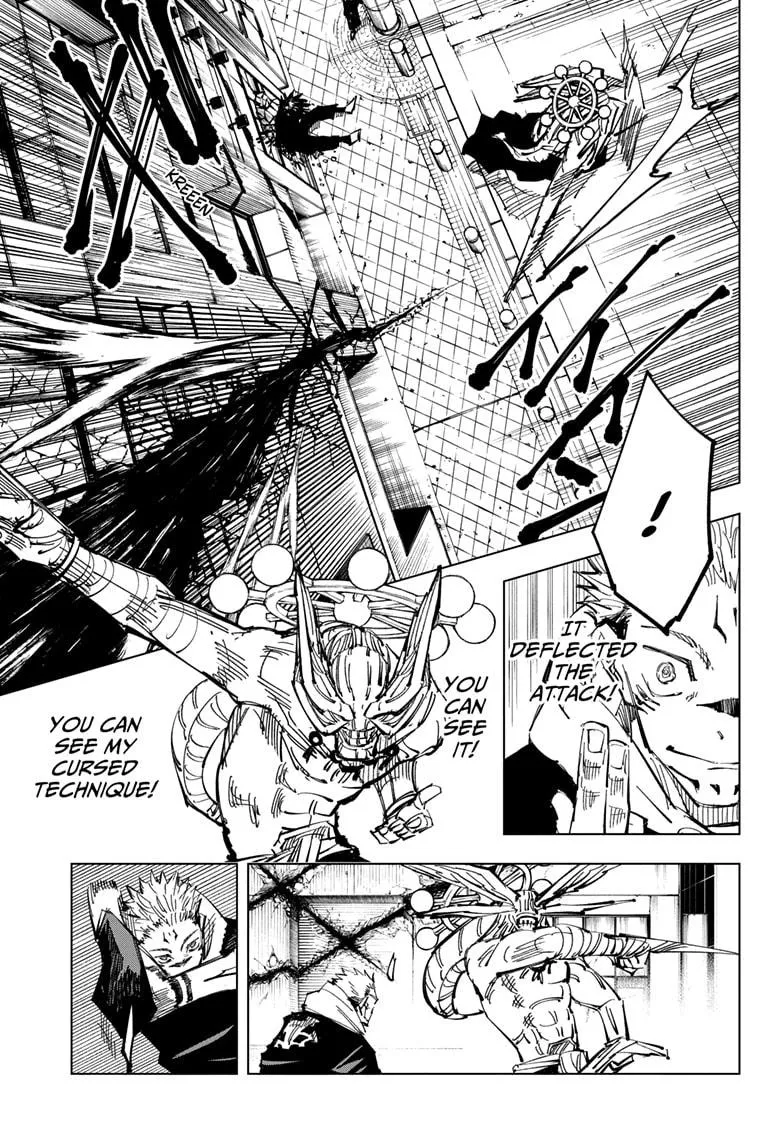 KREEEN
!
IT
DEFLECTED
THE
ATTACK!
YOU
CAN
SEE
IT!
YOU CAN
SEE MY
CURSED
TECHNIQUE!